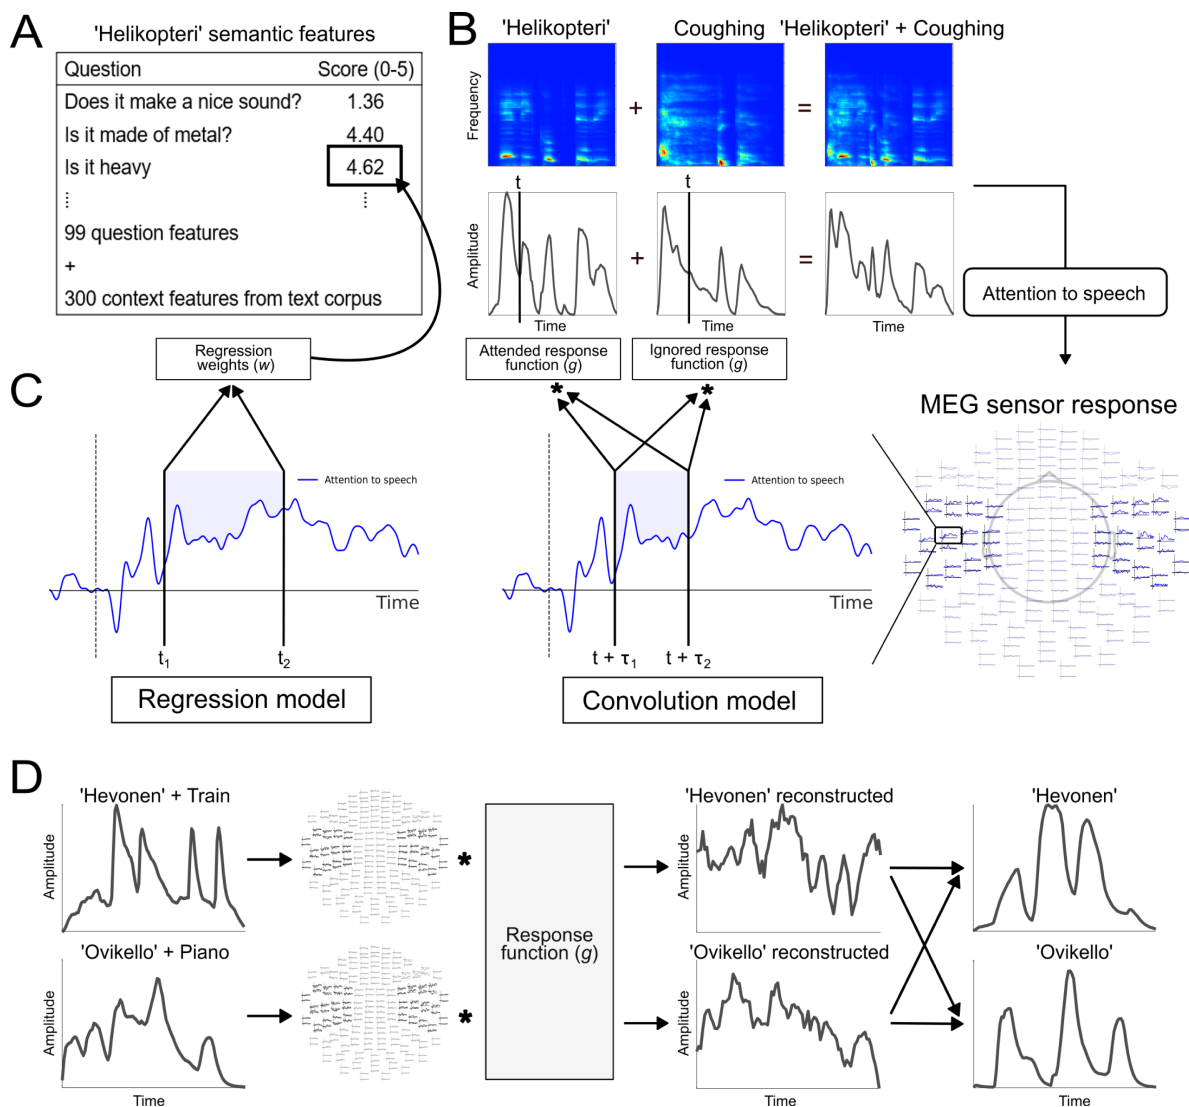 A
'Helikopteri' semantic features
Question Score (0-5)
Does it make a nice sound? 1.36
Is it made of metal? 4.40
Is it heavy 4.62
99 question features
+
300 context features from text corpus
B
'Helikopteri' Coughing 'Helikopteri' + Coughing
Frequency
+ =
t t
Amplitude
+ =
Time Time Time
Attention to speech
Regression
weights (w)
Attended response
function (g)
Ignored response
function (g)
* *
C
MEG sensor response
Attention to speech
Time
t1 t2
Regression model
Attention to speech
Time
t + τ1 t + τ2
Convolution model
D
'Hevonen' + Train
Amplitude
*
'Ovikello' + Piano
Amplitude
Time
*
Response
function (g)
'Hevonen' reconstructed
Amplitude
'Ovikello' reconstructed
Amplitude
Time
'Hevonen'
'Ovikello'
Time